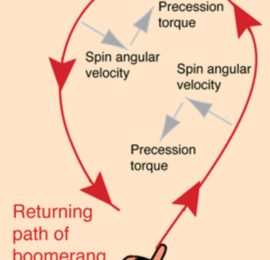 Precession
torque
Spin angular
velocity
Spin angular
velocity
Precession
torque
Returning
path of
boomerang